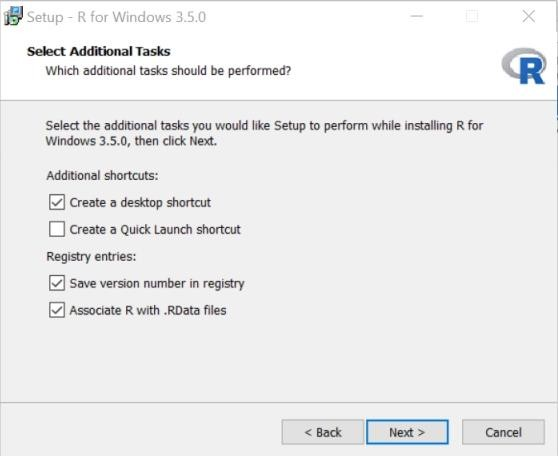 Setup - R for Windows 3.5.0
Select Additional Tasks
Which additional tasks should be performed?
R
Select the additional tasks you would like Setup to perform while installing R for
Windows 3.5.0, then click Next.
Additional shortcuts:
Create a desktop shortcut
Create a Quick Launch shortcut
Registry entries:
Save version number in registry
Associate R with .RData files
< Back Next > Cancel